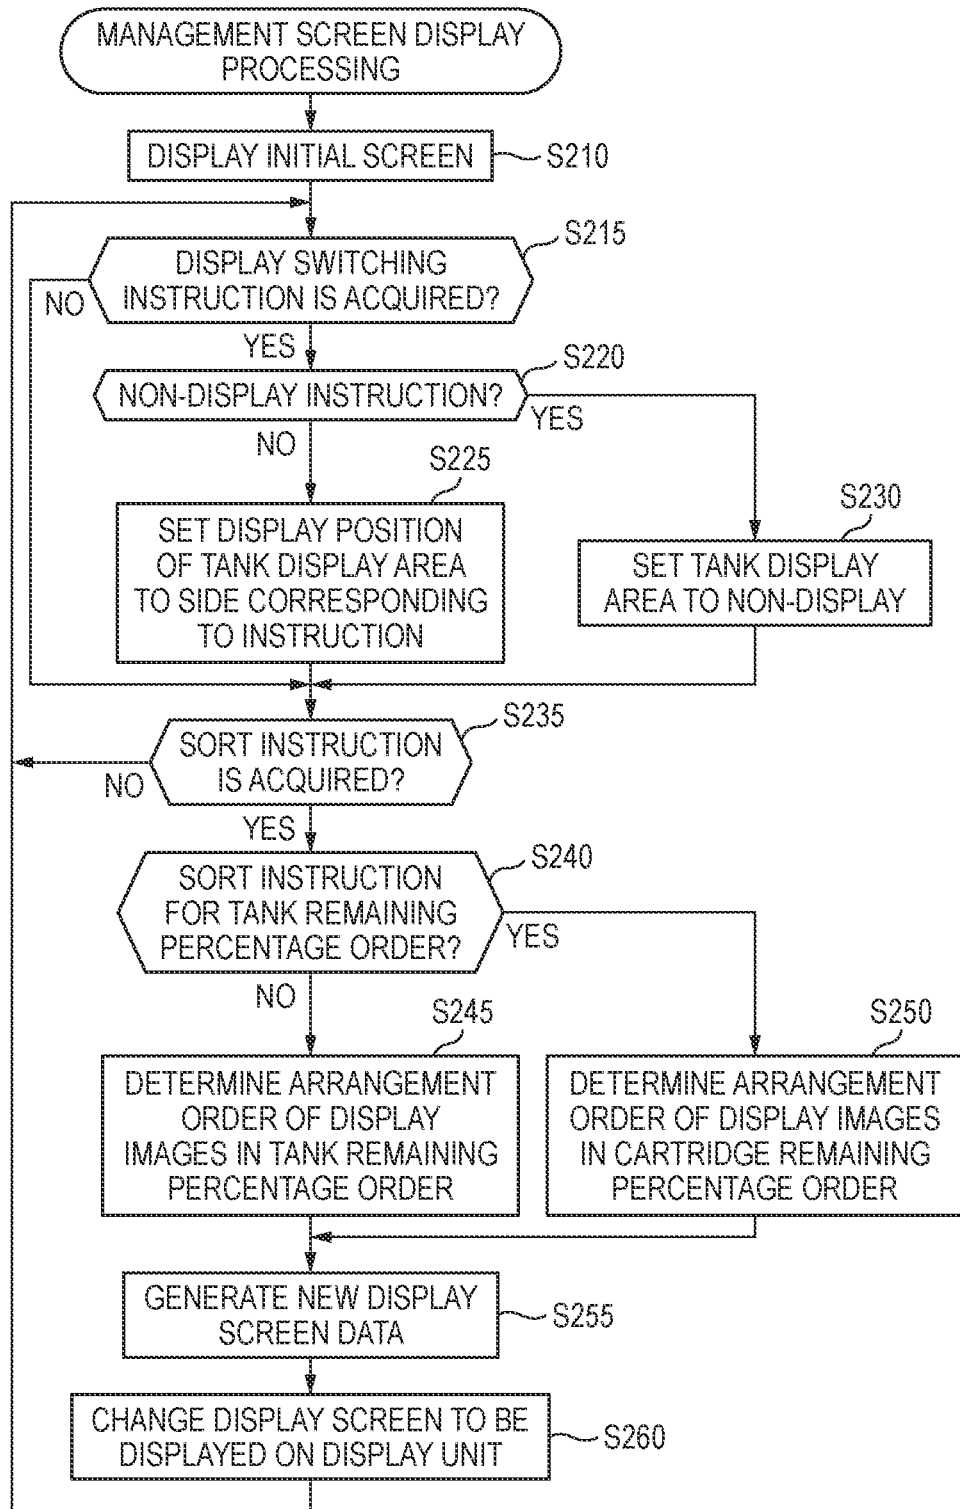 MANAGEMENT SCREEN DISPLAY
PROCESSING
DISPLAY INITIAL SCREEN
S210
S215
DISPLAY SWITCHING
INSTRUCTION IS ACQUIRED?
NO
YES
S220
NON-DISPLAY INSTRUCTION?
YES
NO
S225
SET DISPLAY POSITION
OF TANK DISPLAY AREA
TO SIDE CORRESPONDING
TO INSTRUCTION
S230
SET TANK DISPLAY
AREA TO NON-DISPLAY
S235
SORT INSTRUCTION
IS ACQUIRED?
NO
YES
S240
SORT INSTRUCTION
FOR TANK REMAINING
PERCENTAGE ORDER?
YES
NO
S245
DETERMINE ARRANGEMENT
ORDER OF DISPLAY
IMAGES IN TANK REMAINING
PERCENTAGE ORDER
S250
DETERMINE ARRANGEMENT
ORDER OF DISPLAY IMAGES
IN CARTRIDGE REMAINING
PERCENTAGE ORDER
GENERATE NEW DISPLAY
SCREEN DATA
S255
CHANGE DISPLAY SCREEN TO BE
DISPLAYED ON DISPLAY UNIT
S260